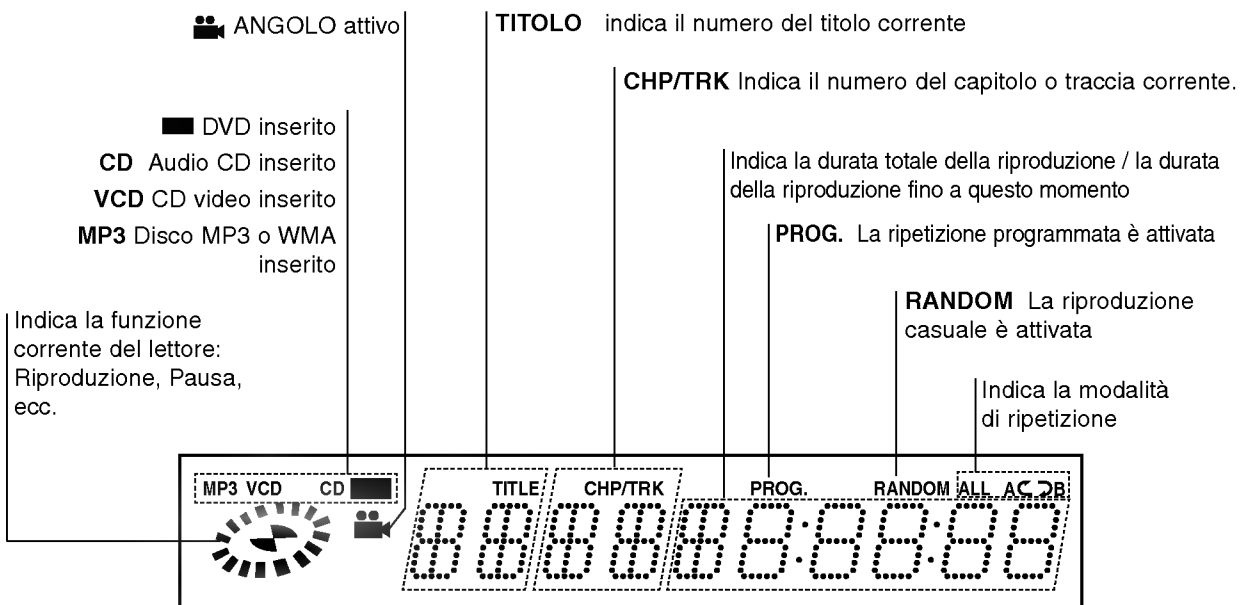 ANGOLO attivo
TITOLO indica il numero del titolo corrente
CHP/TRK Indica il numero del capitolo o traccia corrente.
DVD inserito
CD Audio CD inserito
VCD CD video inserito
MP3 Disco MP3 o WMA
inserito
Indica la durata totale della riproduzione / la durata
della riproduzione fino a questo momento
PROG. La ripetizione programmata è attivata
RANDOM La riproduzione
casuale è attivata
Indica la funzione
corrente del lettore:
Riproduzione, Pausa,
ecc.
Indica la modalità
di ripetizione
MP3 VCD CD TITLE CHP/TRK PROG. RANDOM ALL A B